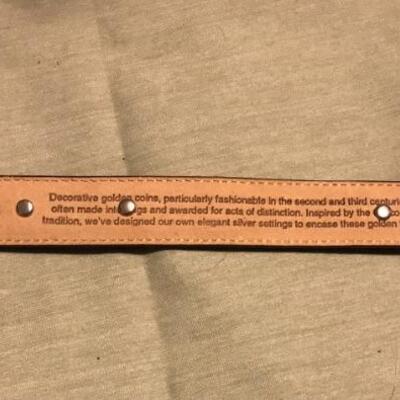 Decorative golden coins, particularly fashionable in the second and third
often made and awarded for acts of distinction. Inspired by the
tradition, we've designed our own elegant silver settings to encase these golden